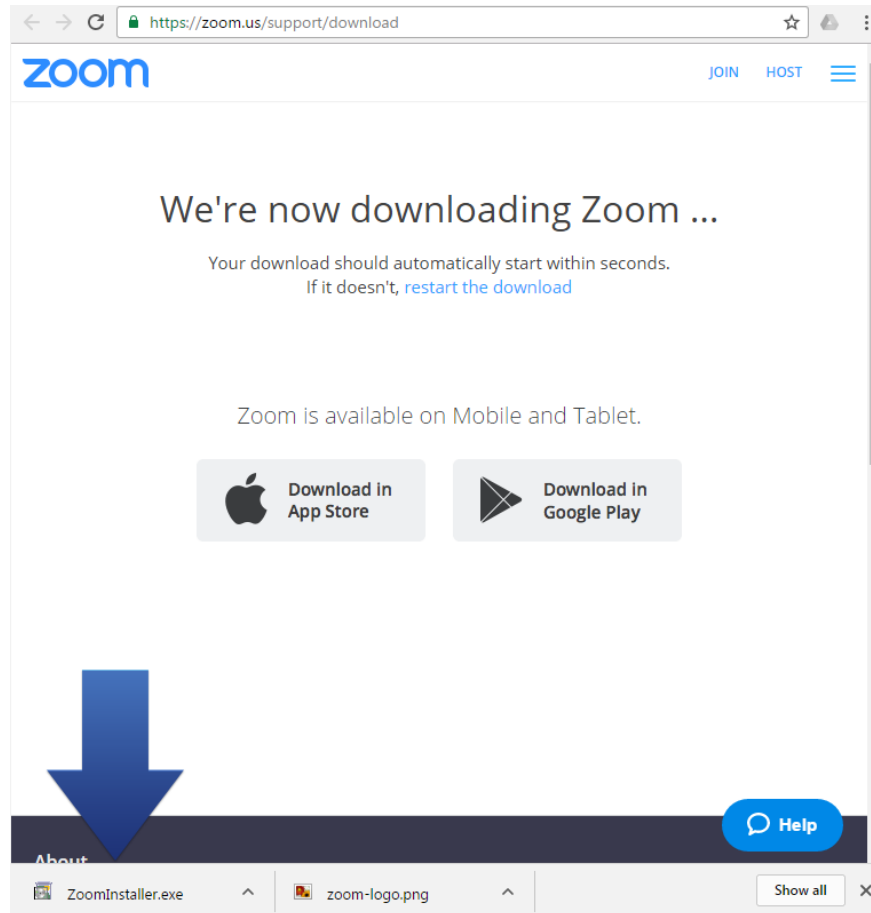 https://zoom.us/support/download
zoom
JOIN HOST
We're now downloading Zoom ...
Your download should automatically start within seconds.
If it doesn't, restart the download
Zoom is available on Mobile and Tablet.
Download in
App Store
Download in
Google Play
Help
About
ZoomInstaller.exe
zoom-logo.png
Show all